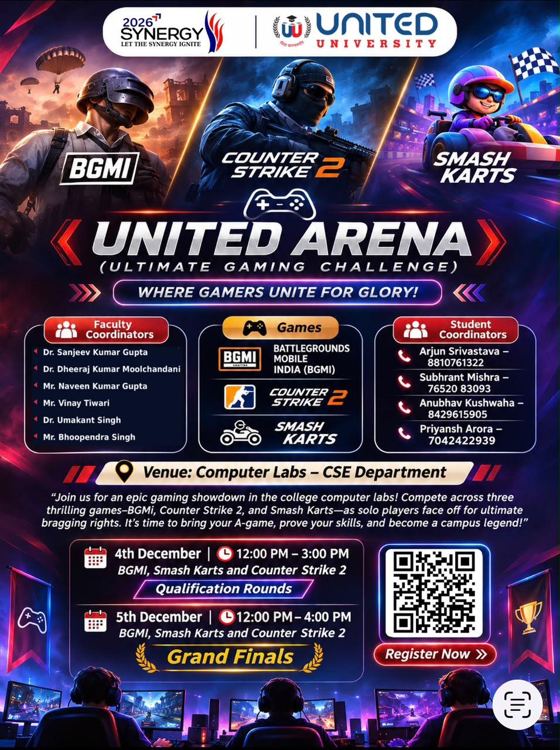 2026
SYNERGY
LET THE SYNERGY IGNITE
UNITED
UNIVERSITY
BGMI
COUNTER
STRIKE 2
SMASH
KARTS
UNITED ARENA
(ULTIMATE GAMING CHALLENGE)
WHERE GAMERS UNITE FOR GLORY!
Faculty
Coordinators
Dr. Sanjeev Kumar Gupta
Dr. Dheeraj Kumar Moolchandani
Mr. Naveen Kumar Gupta
Mr. Vinay Tiwari
Dr. Umakant Singh
Mr. Bhoopendra Singh
Games
BGMI
BATTLEGROUNDS
MOBILE
INDIA (BGMI)
COUNTER
STRIKE 2
SMASH
KARTS
Student
Coordinators
Arjun Srivastava –
8810761322
Subhrant Mishra –
76520 83093
Anubhav Kushwaha –
8429615905
Priyansh Arora –
7042422939
Venue: Computer Labs – CSE Department
“Join us for an epic gaming showdown in the college computer labs! Compete across three
thrilling games–BGMi, Counter Strike 2, and Smash Karts—as solo players face off for ultimate
bragging rights. It’s time to bring your A-game, prove your skills, and become a campus legend!”
4th December | 12:00 PM – 3:00 PM
BGMI, Smash Karts and Counter Strike 2
Qualification Rounds
5th December | 12:00 PM – 4:00 PM
BGMI, Smash Karts and Counter Strike 2
Grand Finals
Register Now